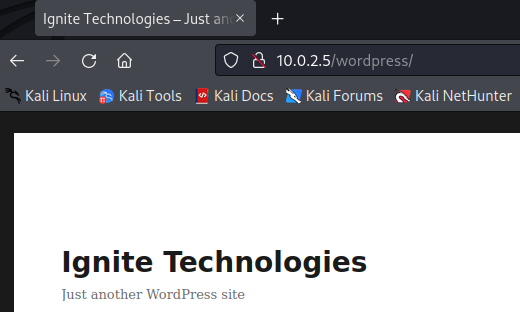 Ignite Technologies – Just an
10.0.2.5/wordpress/
Kali Linux Kali Tools Kali Docs Kali Forums Kali NetHunter
Ignite Technologies
Just another WordPress site